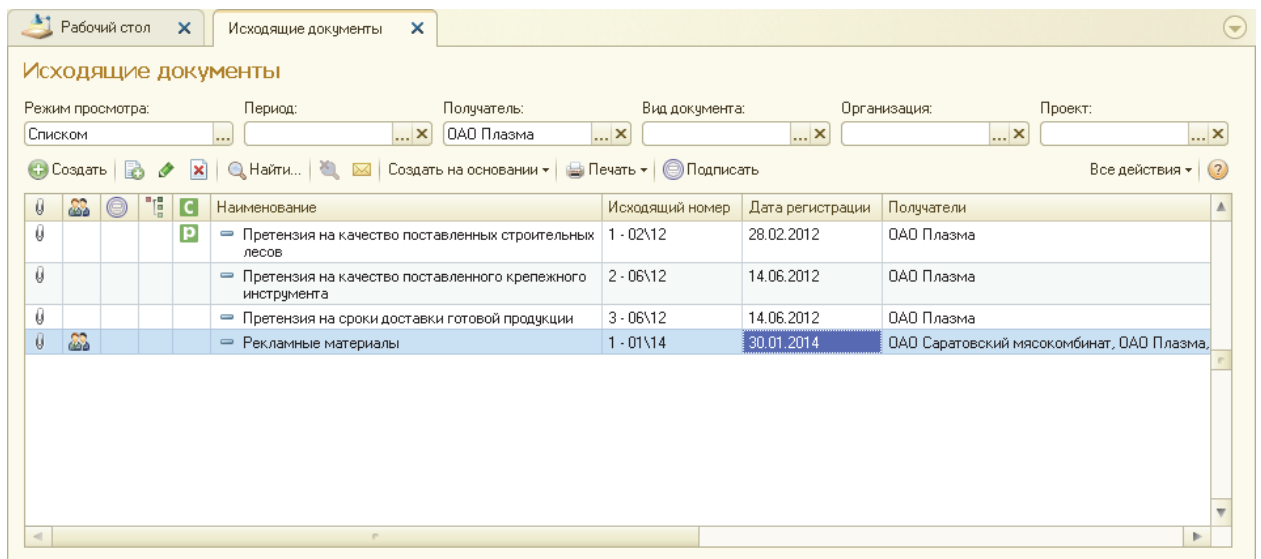 Рабочий стол
Исходящие документы
Исходящие документы
Режим просмотра: Период: Получатель: Вид документа: Организация: Проект:
Списком ... ... ОАО Плазма ... ... ... ...
Создать Найти... Создать на основании Печать Подписать Все действия ?
С Наименование Исходящий номер Дата регистрации Получатели
р Претензия на качество поставленных строительных 1 - 02\12 28.02.2012 ОАО Плазма
лесов
Претензия на качество поставленного крепежного 2 - 06\12 14.06.2012 ОАО Плазма
инструмента
Претензия на сроки доставки готовой продукции 3 - 06\12 14.06.2012 ОАО Плазма
Рекламные материалы 1 - 01\14 30.01.2014 ОАО Саратовский мясокомбинат, ОАО Плазма,